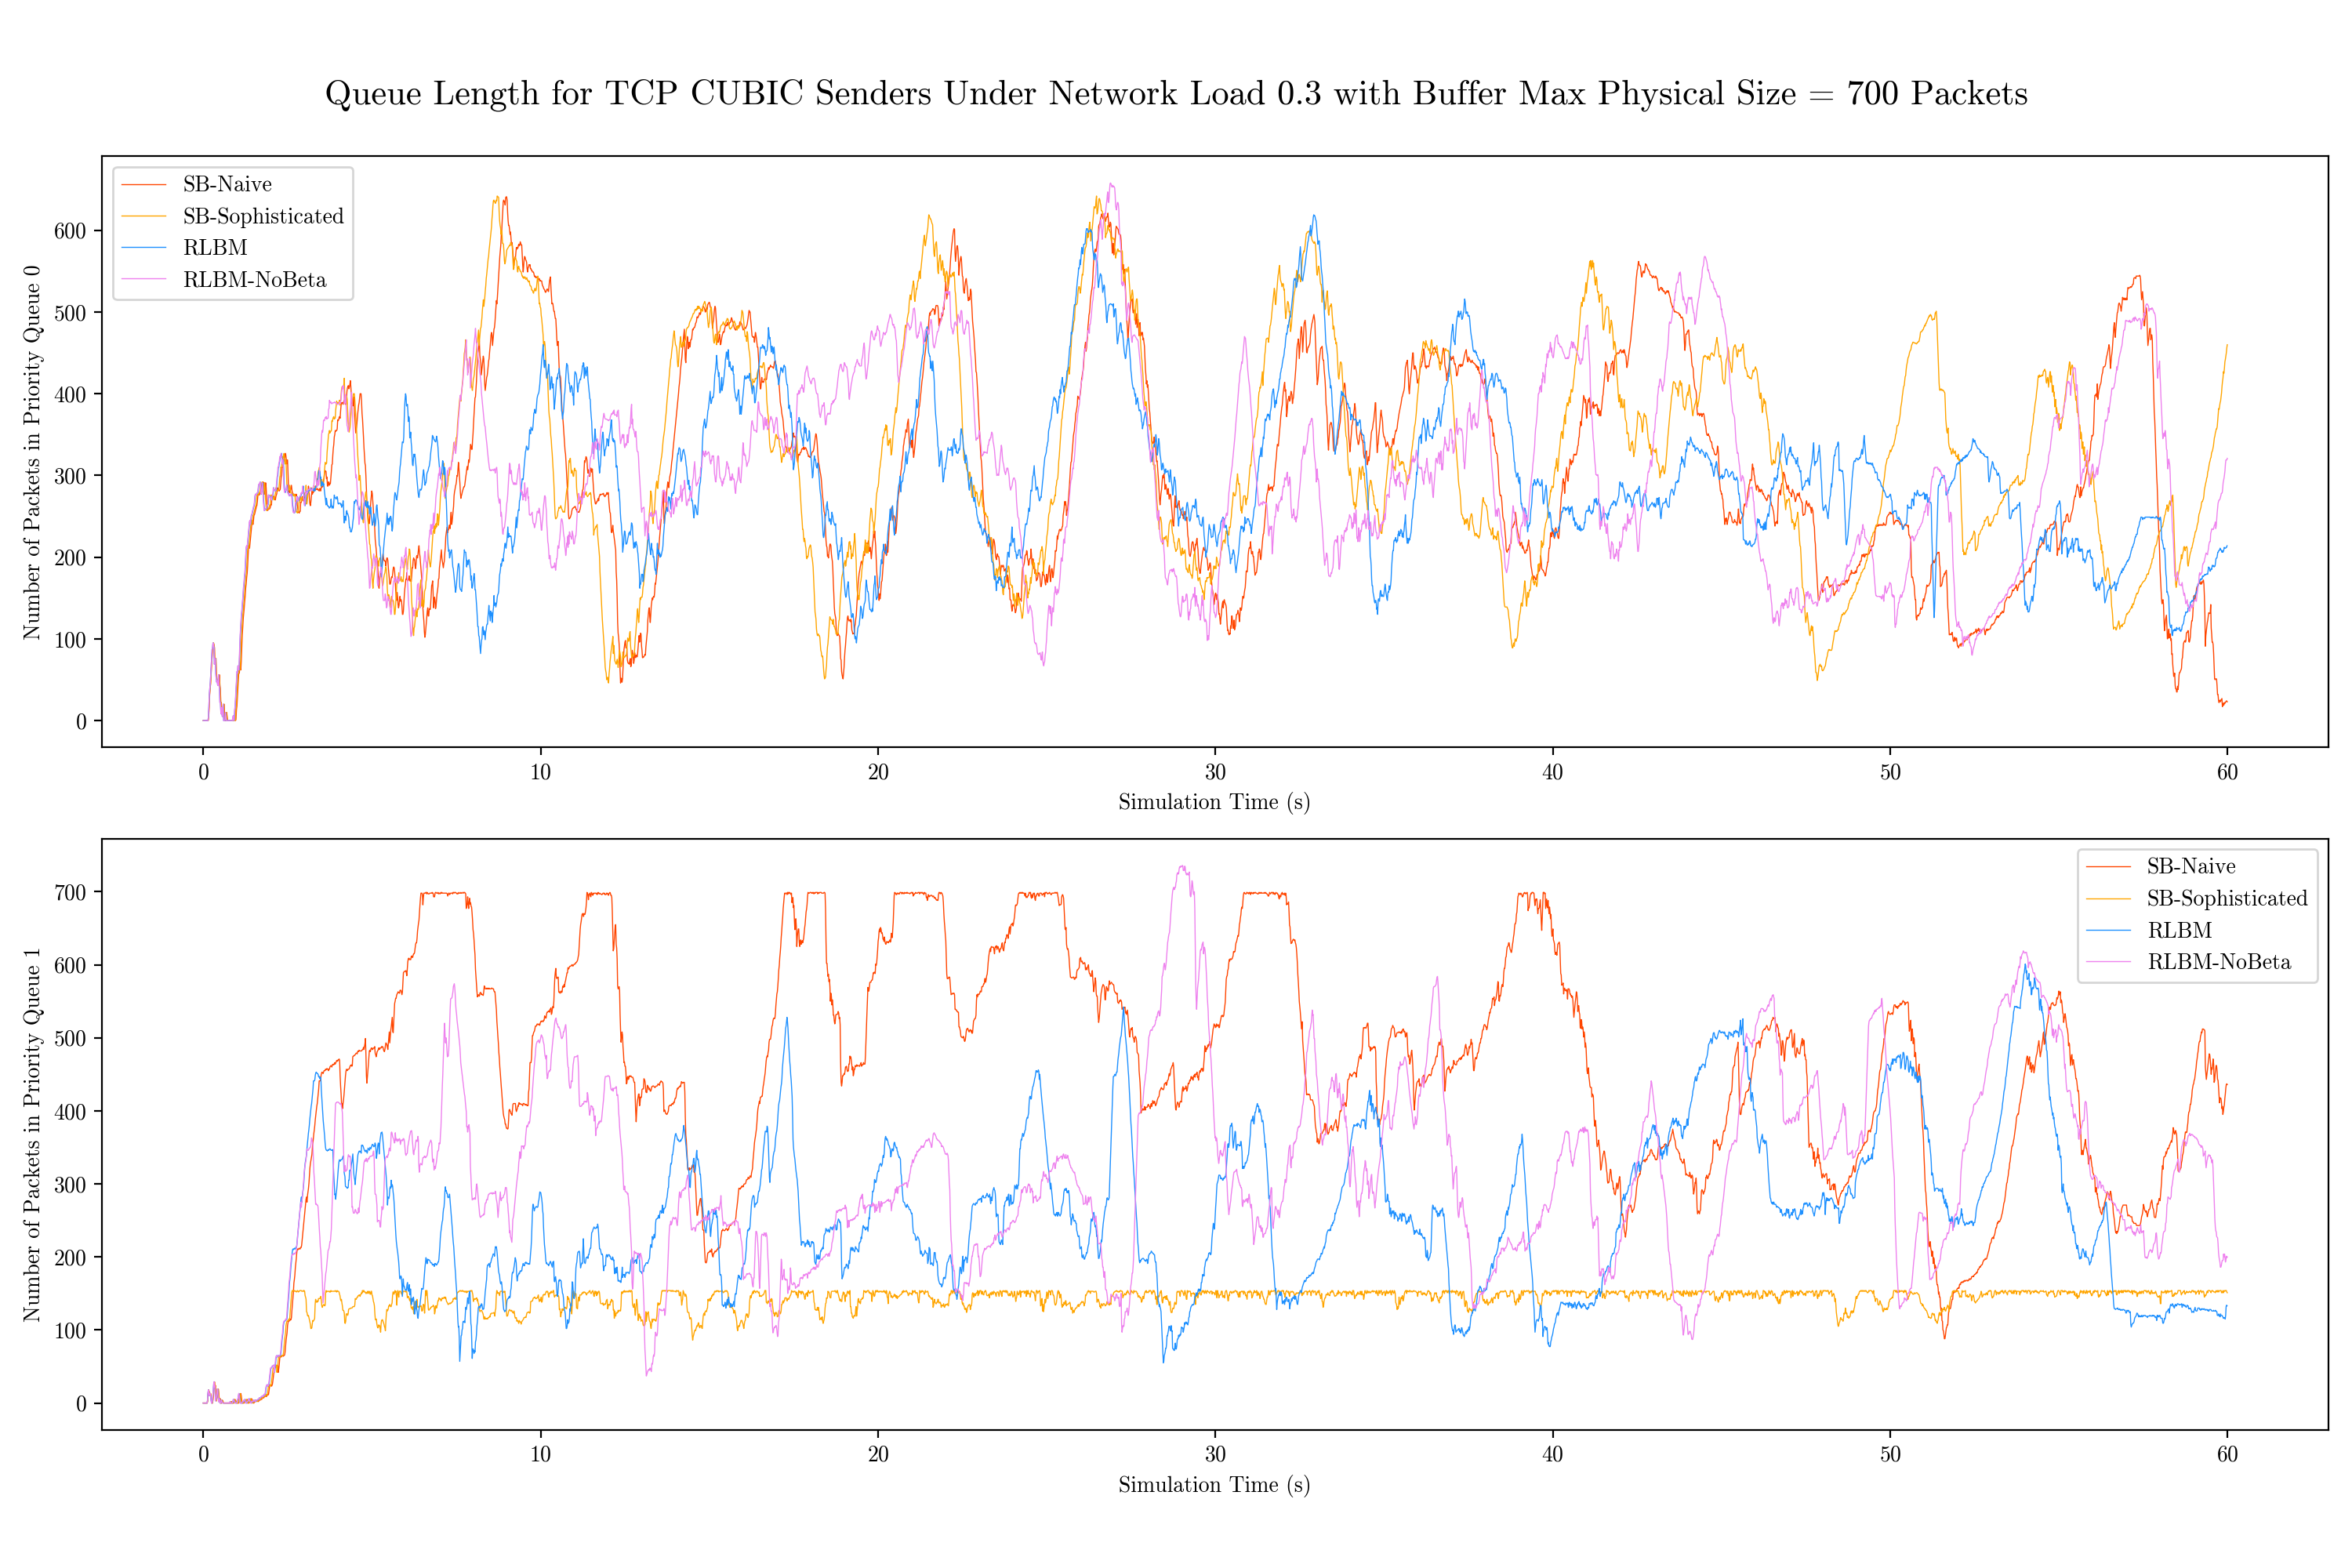 Queue Length for TCP CUBIC Senders Under Network Load 0.3 with Buffer Max Physical Size = 700 Packets
Number of Packets in Priority Queue 0
600
500
400
300
200
100
0
SB-Naive
SB-Sophisticated
RLBM
RLBM-NoBeta
0 10 20 30 40 50 60
Simulation Time (s)
Number of Packets in Priority Queue 1
700
600
500
400
300
200
100
0
SB-Naive
SB-Sophisticated
RLBM
RLBM-NoBeta
0 10 20 30 40 50 60
Simulation Time (s)